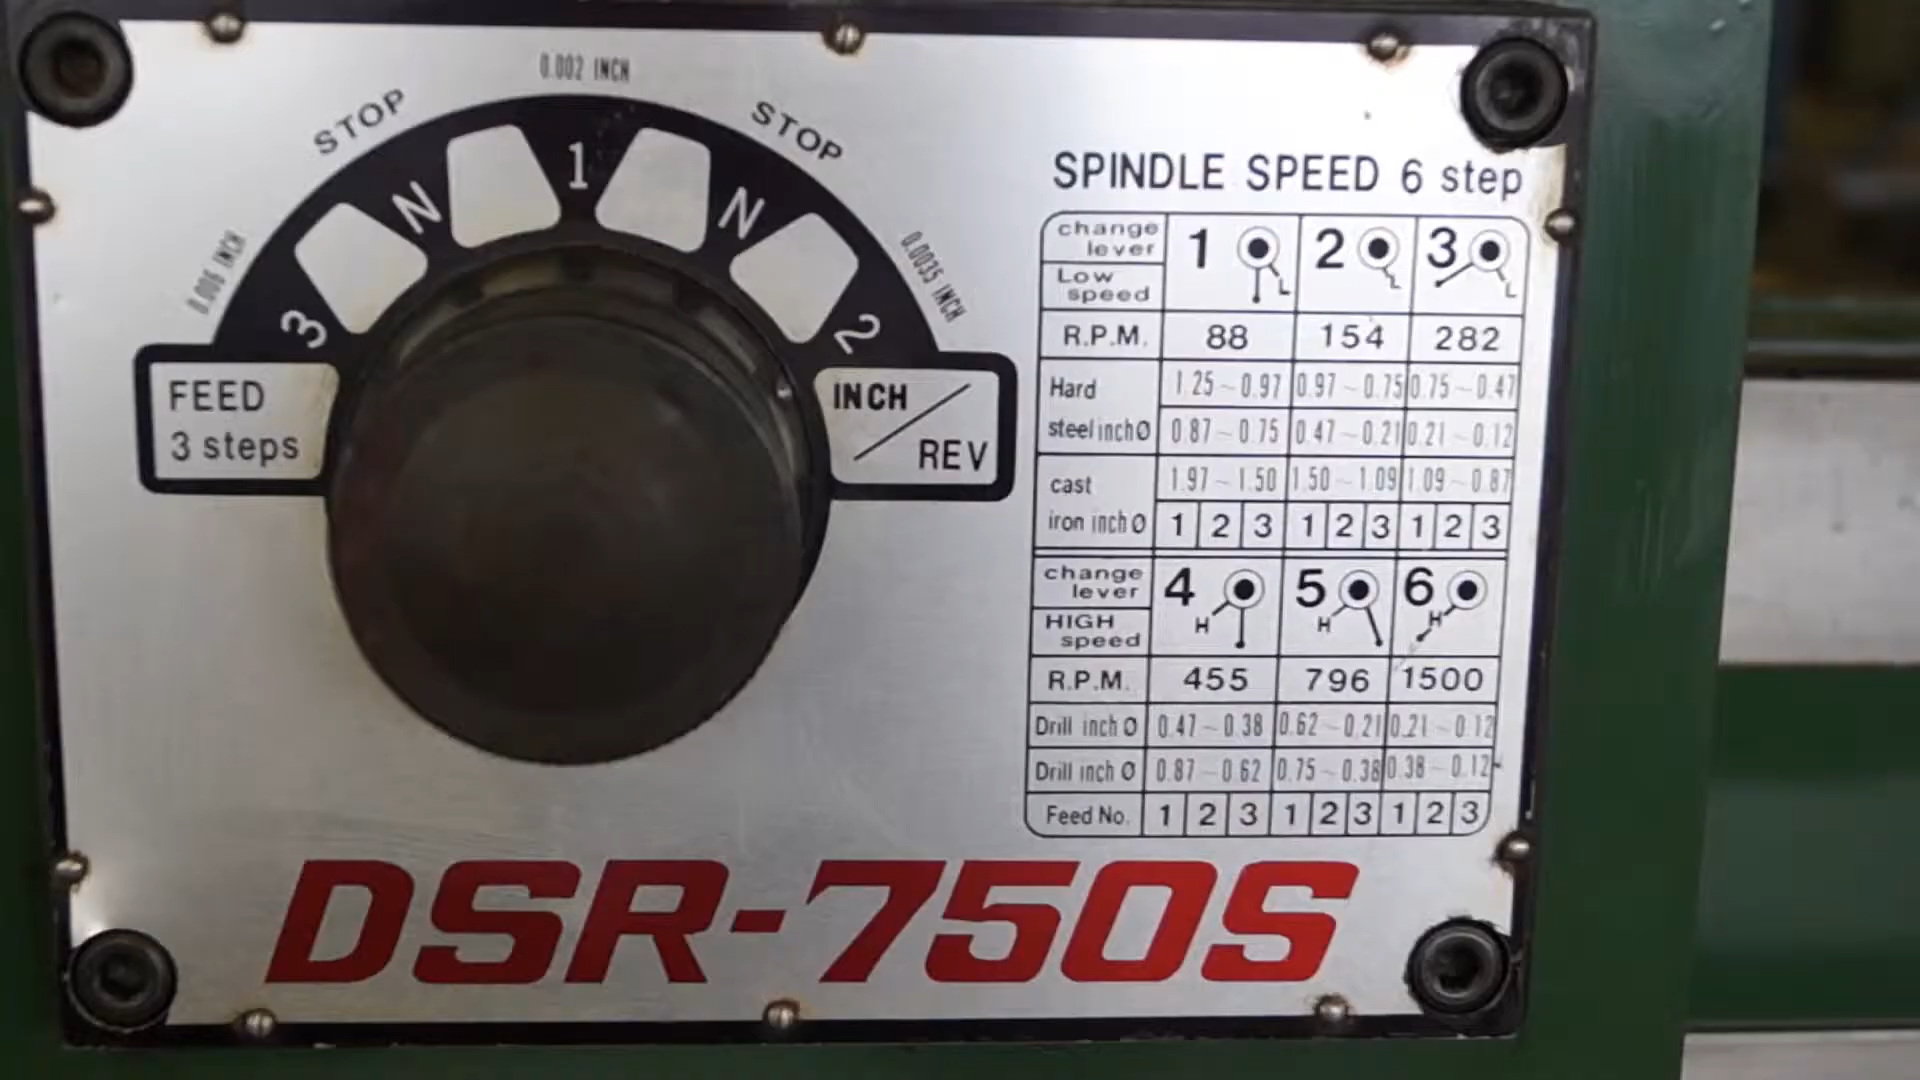 0.002 INCH
STOP STOP
1
N N
0.006 INCH 0.0035 INCH
3 2
FEED
3 steps
INCH/
REV
SPINDLE SPEED 6 step
change lever 1 L 2 L 3 L
Low speed
R.P.M. 88 154 282
Hard 1.25~0.97 0.97~0.75 0.75~0.47
steel inch Ø 0.87~0.75 0.47~0.21 0.21~0.12
cast 1.97~1.50 1.50~1.09 1.09~0.87
iron inch Ø 1 2 3 1 2 3 1 2 3
change lever 4 H 5 H 6 H
HIGH speed
R.P.M. 455 796 1500
Drill inch Ø 0.47~0.38 0.62~0.21 0.21~0.12
Drill inch Ø 0.87~0.62 0.75~0.38 0.38~0.12
Feed No. 1 2 3 1 2 3 1 2 3
DSR-750S